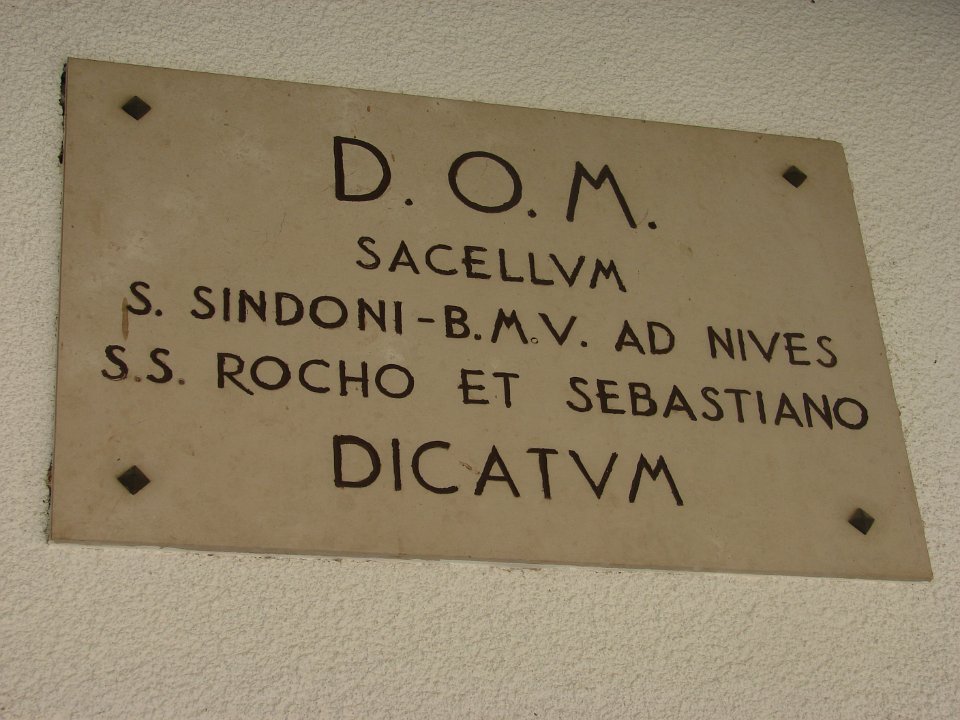 D.O.M.
SACELLVM
S. SINDONI-B.M.V. AD NIVES
S.S. ROCHO ET SEBASTIANO
DICATVM